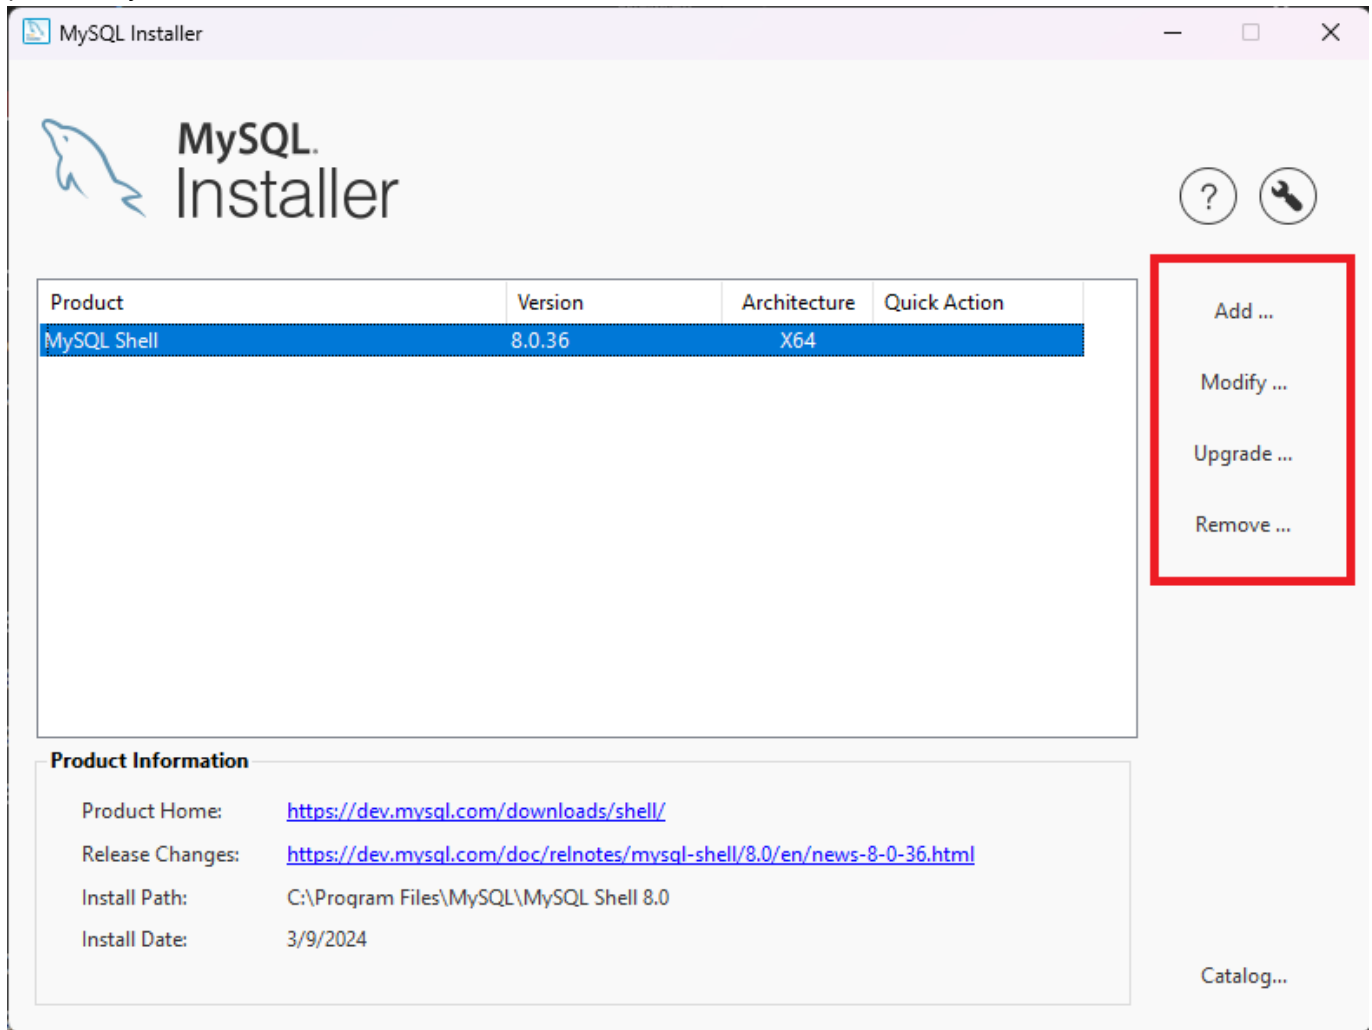 MySQL Installer
MySQL.
Installer
?
Product Version Architecture Quick Action
MySQL Shell 8.0.36 X64
Add ...
Modify ...
Upgrade ...
Remove ...
Product Information
Product Home: https://dev.mysql.com/downloads/shell/
Release Changes: https://dev.mysql.com/doc/relnotes/mysql-shell/8.0/en/news-8-0-36.html
Install Path: C:\Program Files\MySQL\MySQL Shell 8.0
Install Date: 3/9/2024
Catalog...